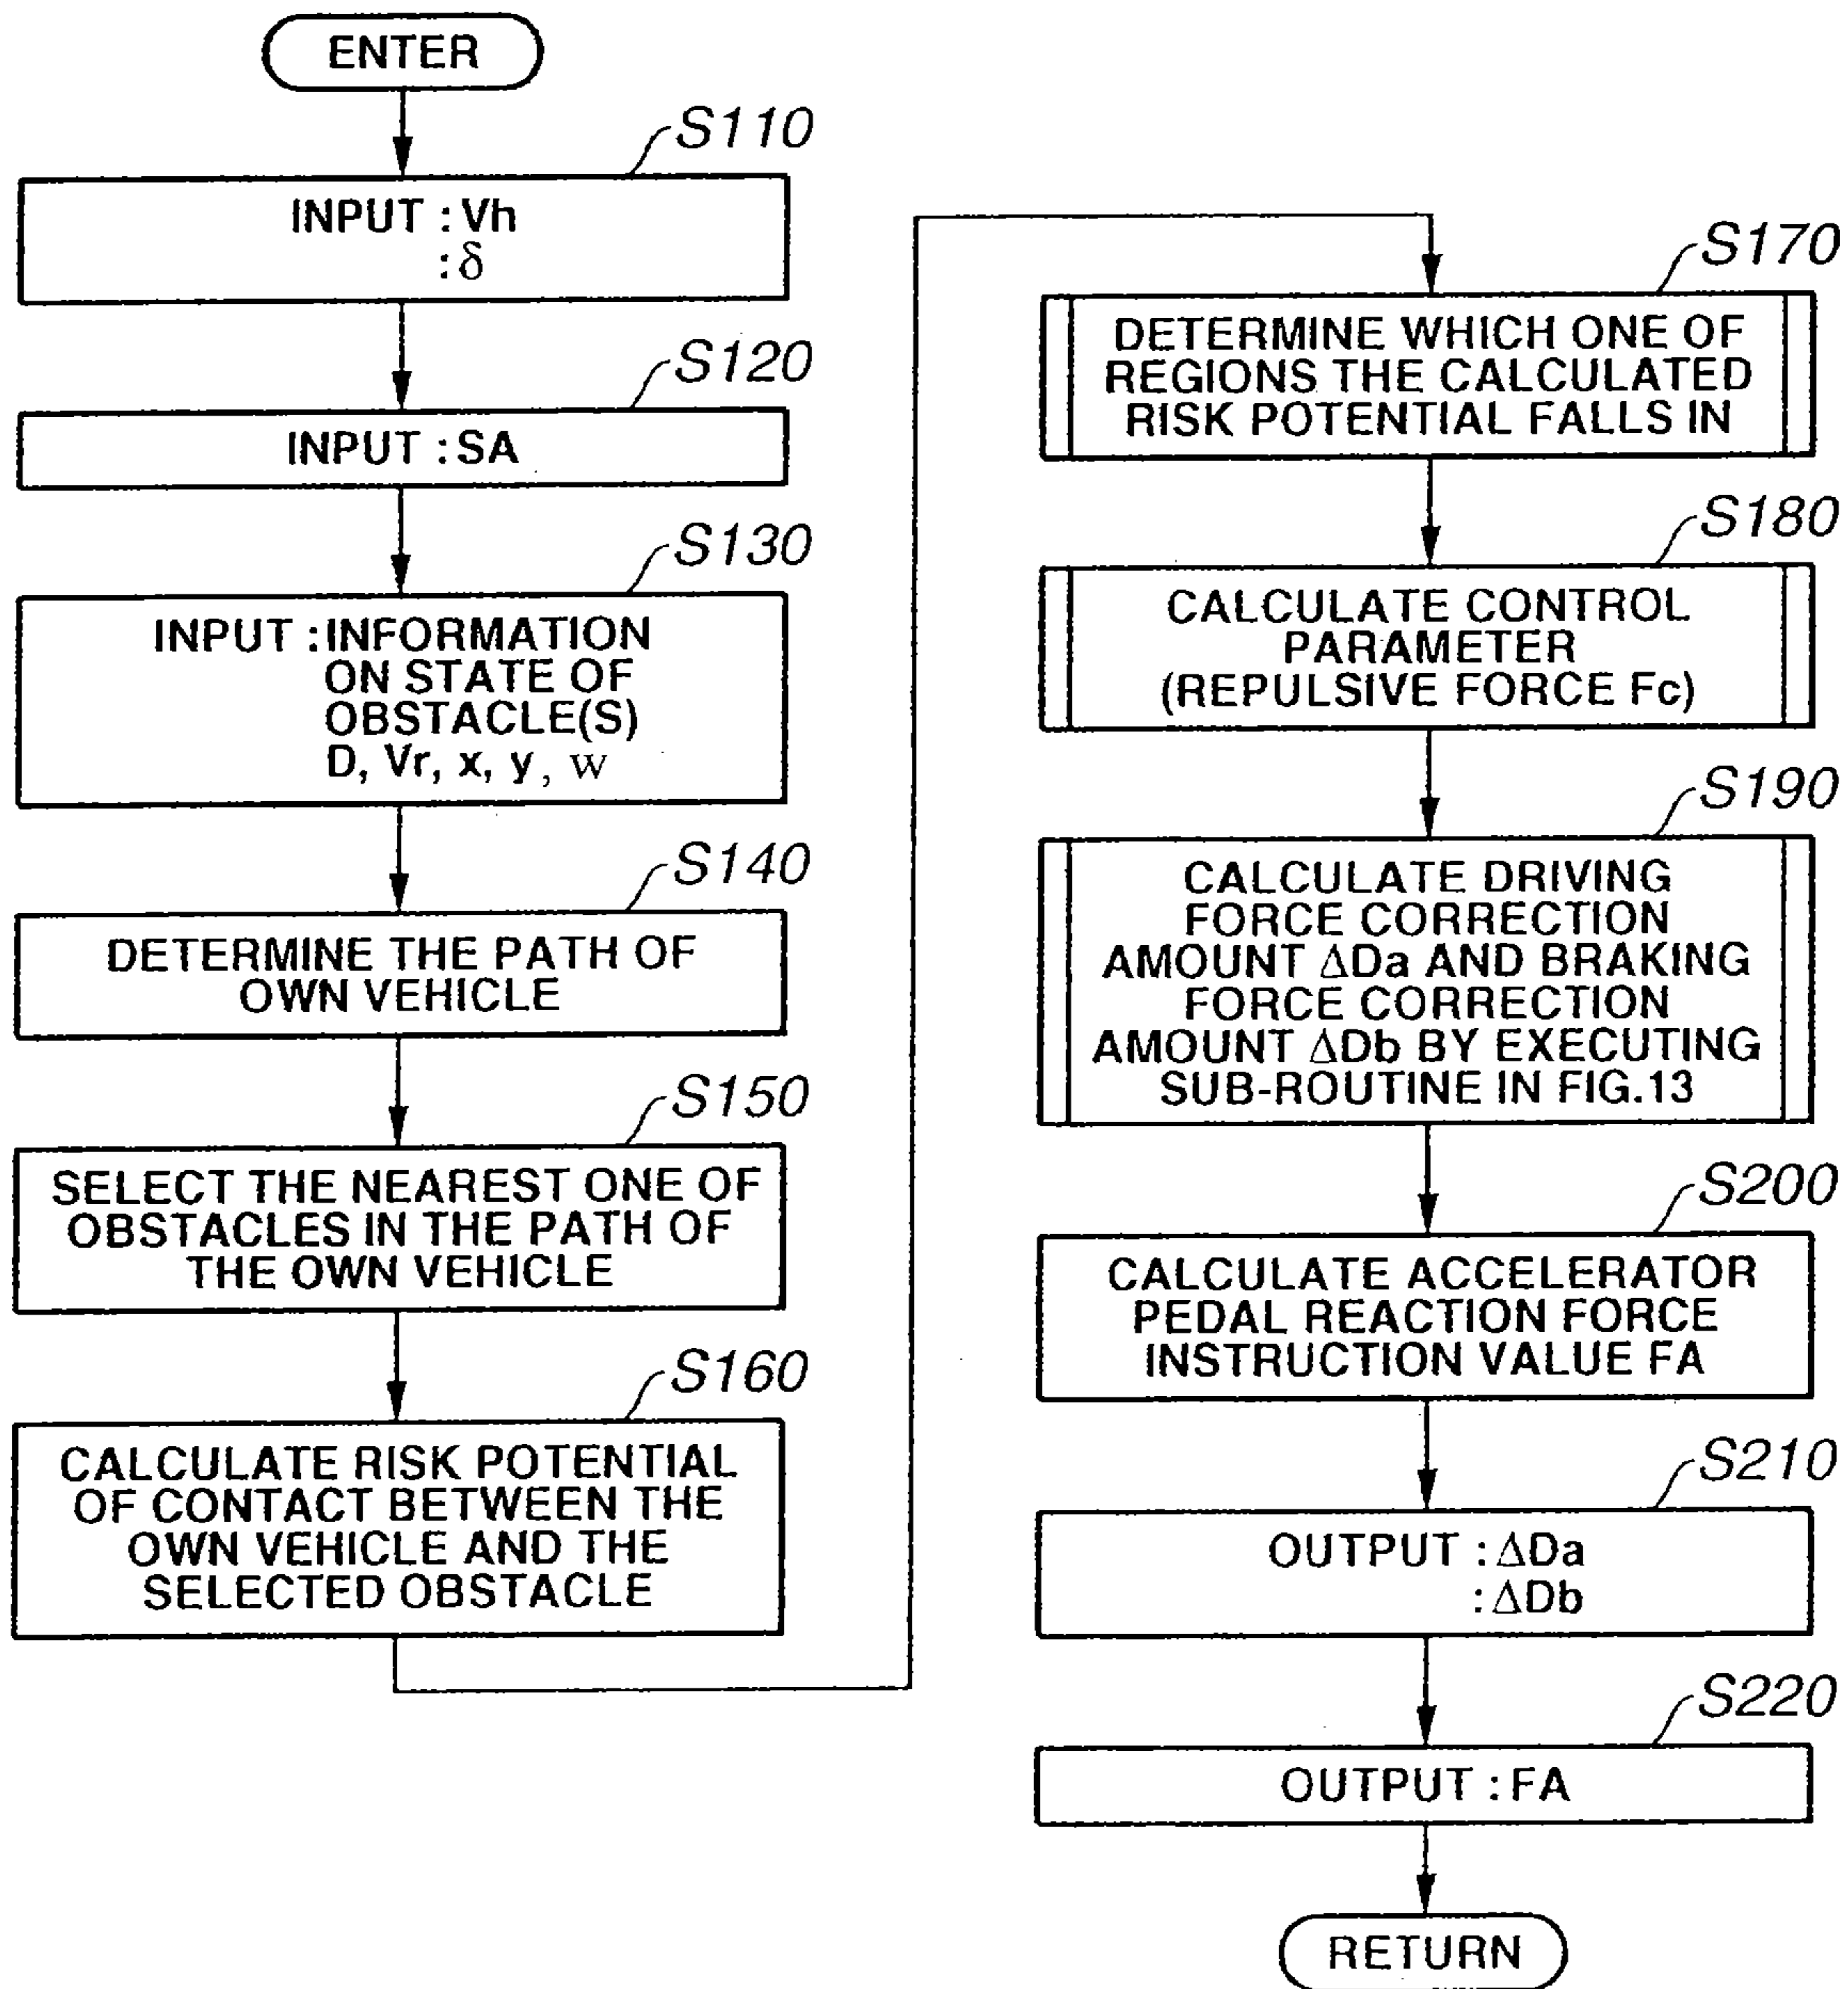 ENTER
S110
INPUT : Vh
: δ
S120
INPUT : SA
S130
INPUT : INFORMATION
ON STATE OF
OBSTACLE(S)
D, Vr, x, y, w
S140
DETERMINE THE PATH OF
OWN VEHICLE
S150
SELECT THE NEAREST ONE OF
OBSTACLES IN THE PATH OF
THE OWN VEHICLE
S160
CALCULATE RISK POTENTIAL
OF CONTACT BETWEEN THE
OWN VEHICLE AND THE
SELECTED OBSTACLE
S170
DETERMINE WHICH ONE OF
REGIONS THE CALCULATED
RISK POTENTIAL FALLS IN
S180
CALCULATE CONTROL
PARAMETER
(REPULSIVE FORCE Fc)
S190
CALCULATE DRIVING
FORCE CORRECTION
AMOUNT ΔDa AND BRAKING
FORCE CORRECTION
AMOUNT ΔDb BY EXECUTING
SUB-ROUTINE IN FIG.13
S200
CALCULATE ACCELERATOR
PEDAL REACTION FORCE
INSTRUCTION VALUE FA
S210
OUTPUT : ΔDa
: ΔDb
S220
OUTPUT : FA
RETURN